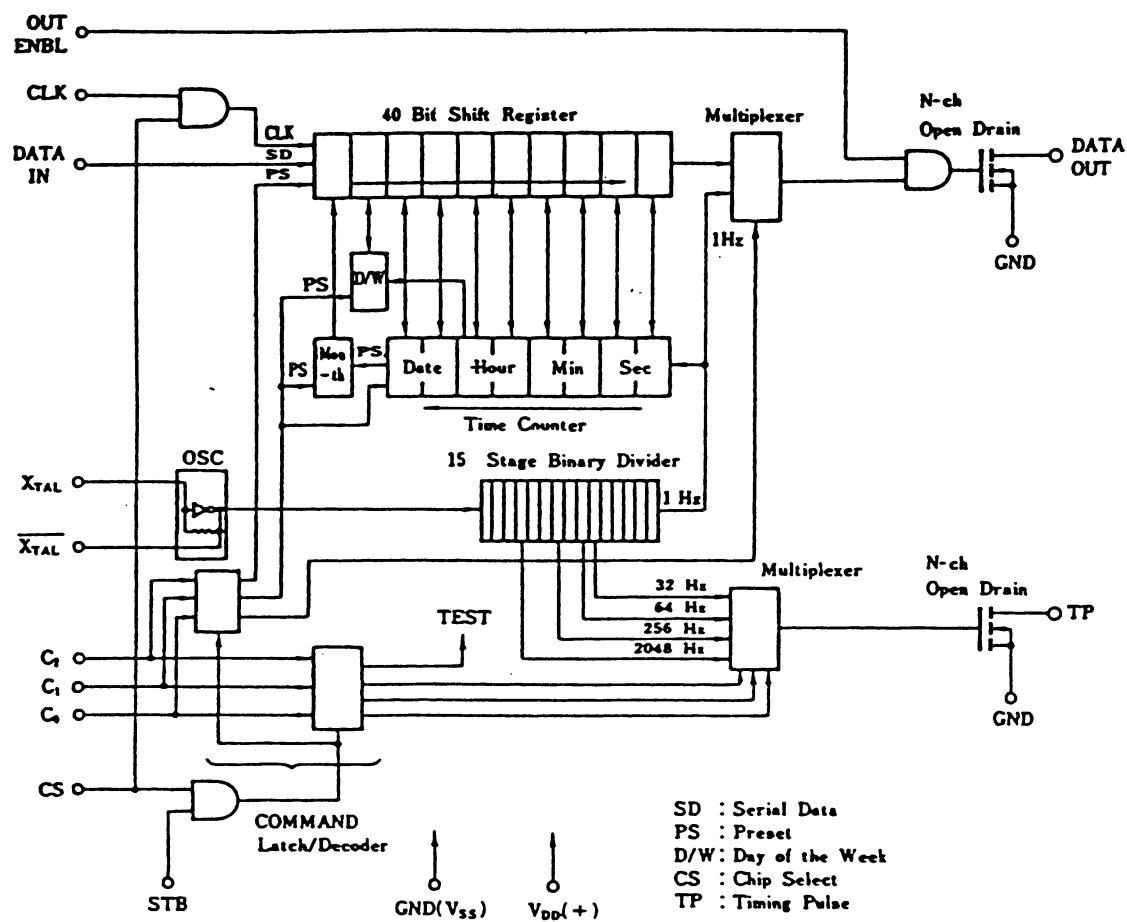 OUT
ENBL
CLK
DATA
IN
40 Bit Shift Register
CLK
SD
PS
Multiplexer
N-ch
Open Drain
DATA
OUT
GND
1Hz
D/W
PS
PS
Mon
-th
PS
Date
Hour
Min
Sec
Time Counter
OSC
XTAL
XTAL
15 Stage Binary Divider
1 Hz
32 Hz
64 Hz
256 Hz
2048 Hz
Multiplexer
N-ch
Open Drain
TP
GND
TEST
C₂
C₁
C₀
CS
STB
COMMAND
Latch/Decoder
GND(VSS)
VDD(+)
SD : Serial Data
PS : Preset
D/W : Day of the Week
CS : Chip Select
TP : Timing Pulse